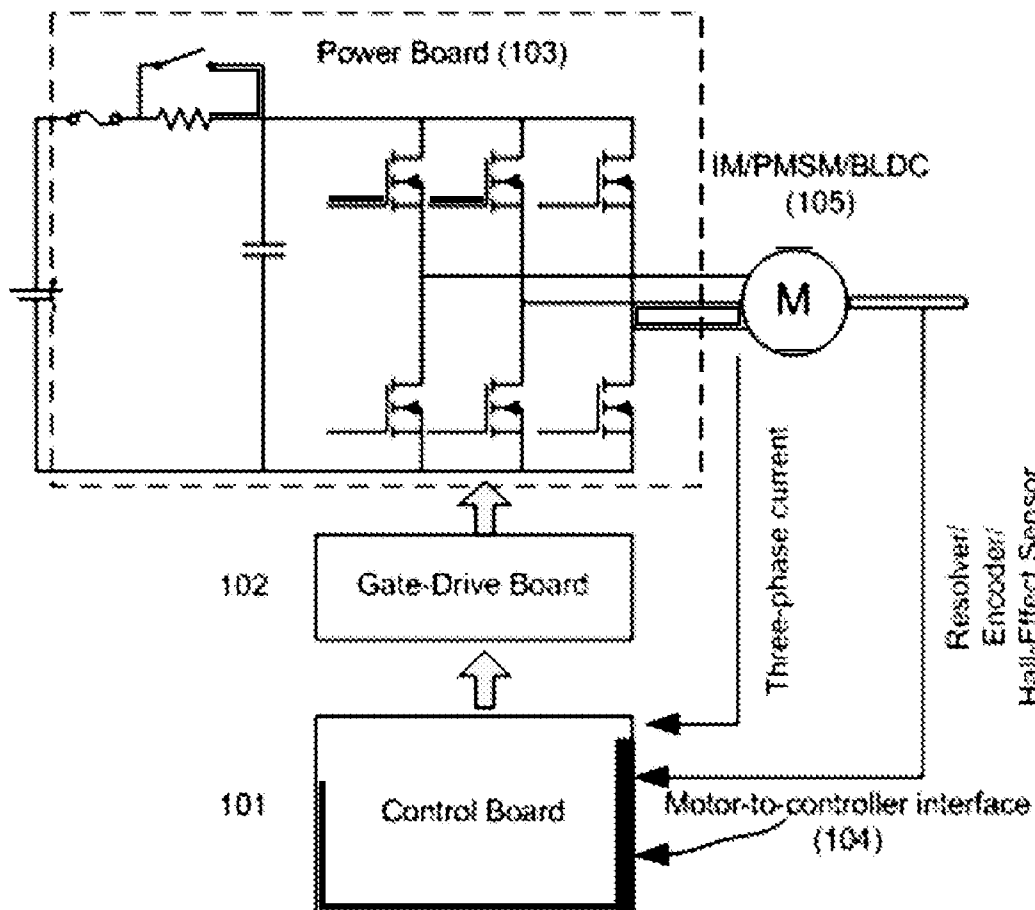 Power Board (103)
IM/PMSM/BLDC
(105)
M
Three-phase current
Resolver/
Encoder/
Hall-Effect Sensor
102
Gate-Drive Board
101
Control Board
Motor-to-controller interface
(104)